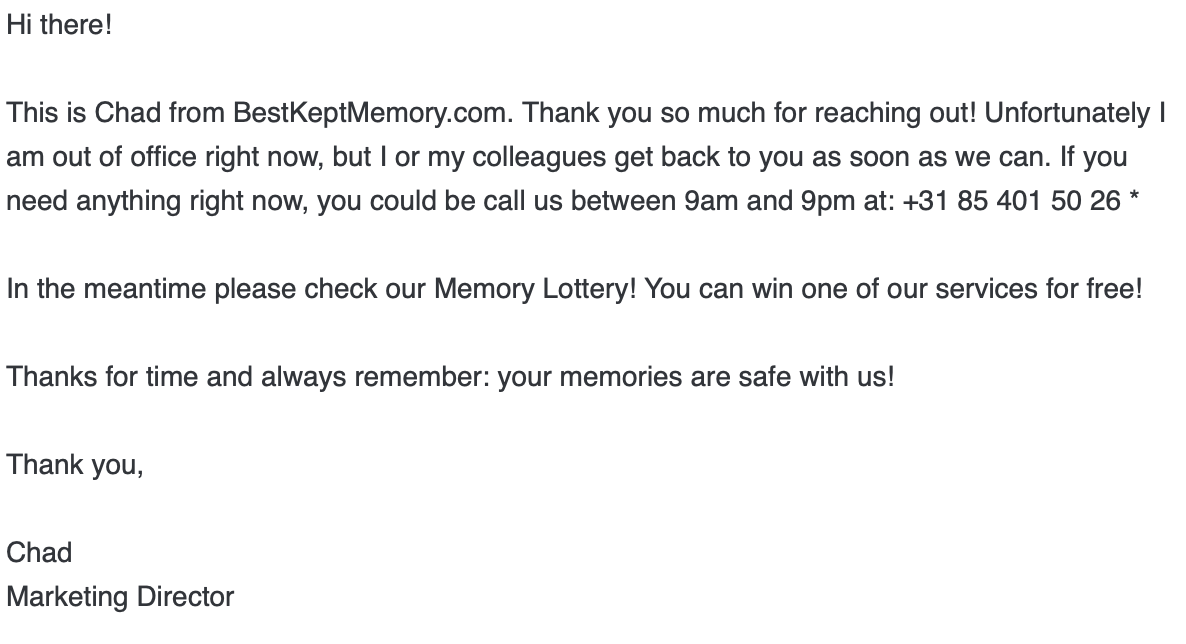 Hi there!
This is Chad from BestKeptMemory.com. Thank you so much for reaching out! Unfortunately I
am out of office right now, but I or my colleagues get back to you as soon as we can. If you
need anything right now, you could be call us between 9am and 9pm at: +31 85 401 50 26 *
In the meantime please check our Memory Lottery! You can win one of our services for free!
Thanks for time and always remember: your memories are safe with us!
Thank you,
Chad
Marketing Director